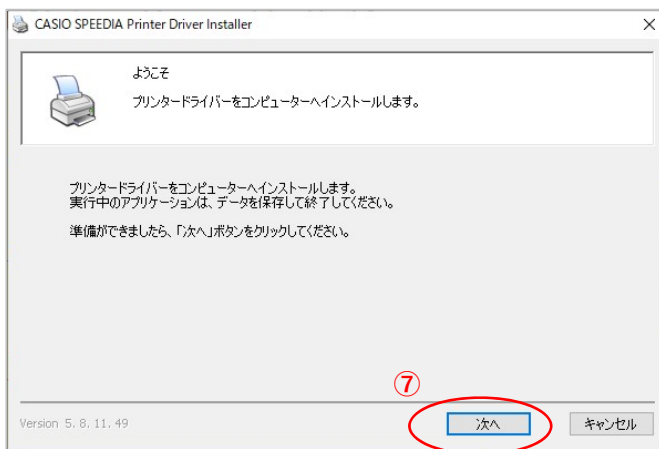 CASIO SPEEDIA Printer Driver Installer
ようこそ
プリンタードライバーをコンピューターへインストールします。
プリンタードライバーをコンピューターへインストールします。
実行中のアプリケーションは、データを保存して終了してください。
準備ができましたら、「次へ」ボタンをクリックしてください。
⑦
Version 5. 8. 11. 49
次へ
キャンセル